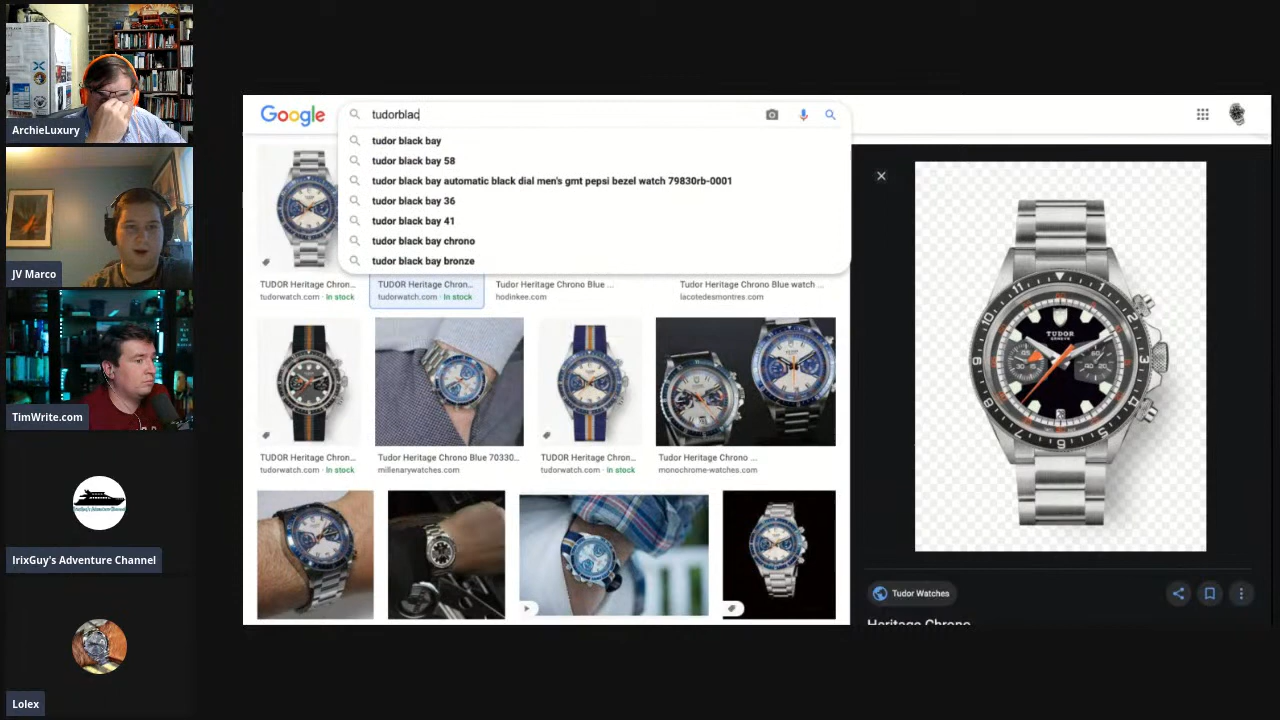 ArchieLuxury
JV Marco
TimWrite.com
IrixGuy's Adventure Channel
Lolex
Google
tudorblac
tudor black bay
tudor black bay 58
tudor black bay automatic black dial men's gmt pepsi bezel watch 79830rb-0001
tudor black bay 36
tudor black bay 41
tudor black bay chrono
tudor black bay bronze
TUDOR Heritage Chron...
tudorwatch.com · In stock
TUDOR Heritage Chron...
tudorwatch.com · In stock
Tudor Heritage Chrono Blue ...
hodinkee.com
Tudor Heritage Chrono Blue watch ...
lacotedesmontres.com
TUDOR Heritage Chron...
tudorwatch.com · In stock
Tudor Heritage Chrono Blue 70330...
millenarywatches.com
TUDOR Heritage Chron...
tudorwatch.com · In stock
Tudor Heritage Chrono ...
monochrome-watches.com
TUDOR
GENEVE
Tudor Watches
Heritage Chrono